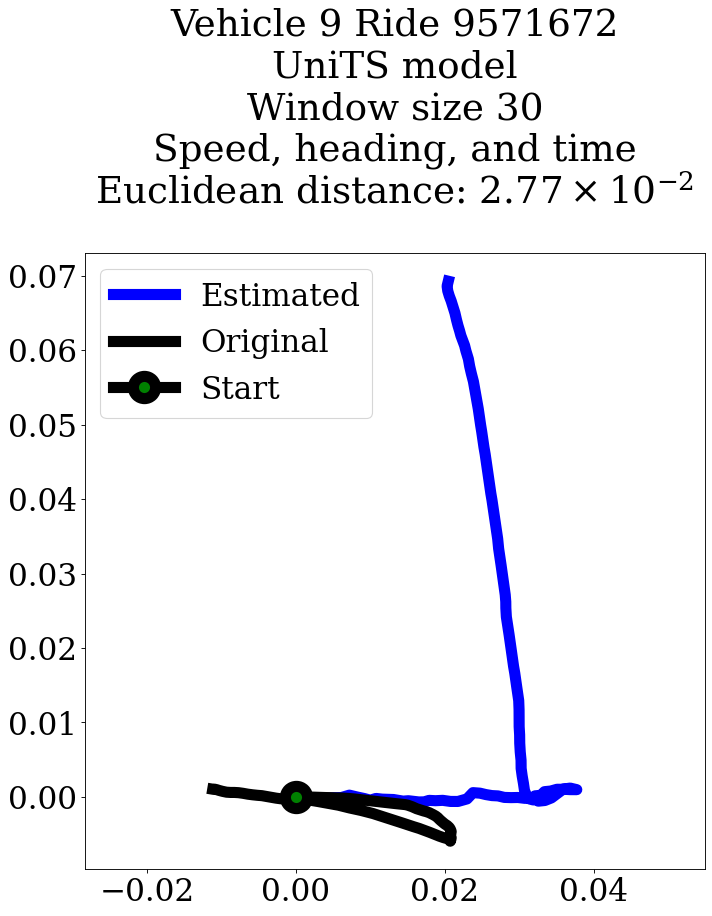 Vehicle 9 Ride 9571672
UniTS model
Window size 30
Speed, heading, and time
Euclidean distance: 2.77 × 10⁻²
0.07
0.06
0.05
0.04
0.03
0.02
0.01
0.00
Estimated
Original
Start
−0.02
0.00
0.02
0.04